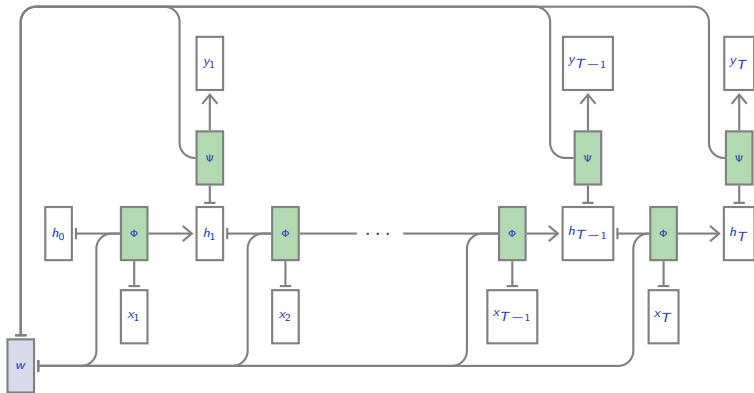 y1 yT−1 yT
Ψ Ψ Ψ
h0 Φ h1 Φ ... Φ hT−1 Φ hT
x1 x2 xT−1 xT
w